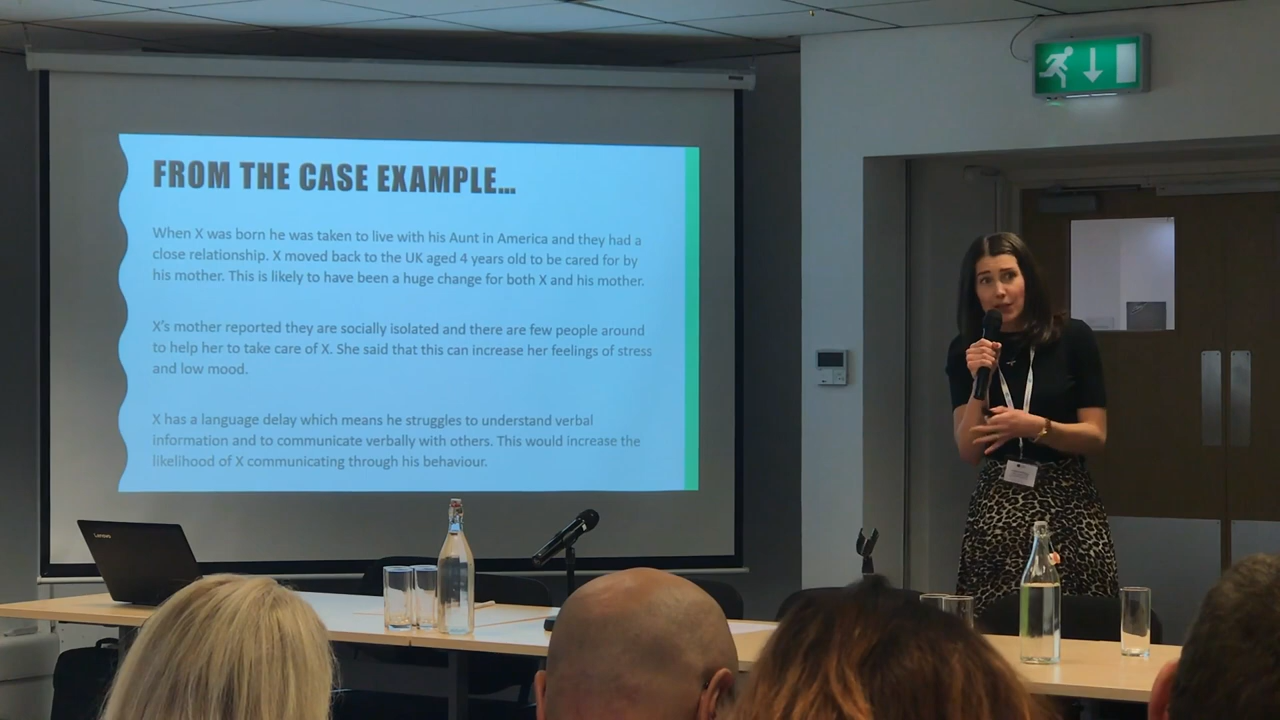 FROM THE CASE EXAMPLE...
When X was born he was taken to live with his Aunt in America and they had a
close relationship. X moved back to the UK aged 4 years old to be cared for by
his mother. This is likely to have been a huge change for both X and his mother.
X's mother reported they are socially isolated and there are few people around
to help her to take care of X. She said that this can increase her feelings of stress
and low mood.
X has a language delay which means he struggles to understand verbal
information and to communicate verbally with others. This would increase the
likelihood of X communicating through his behaviour.
Lenovo